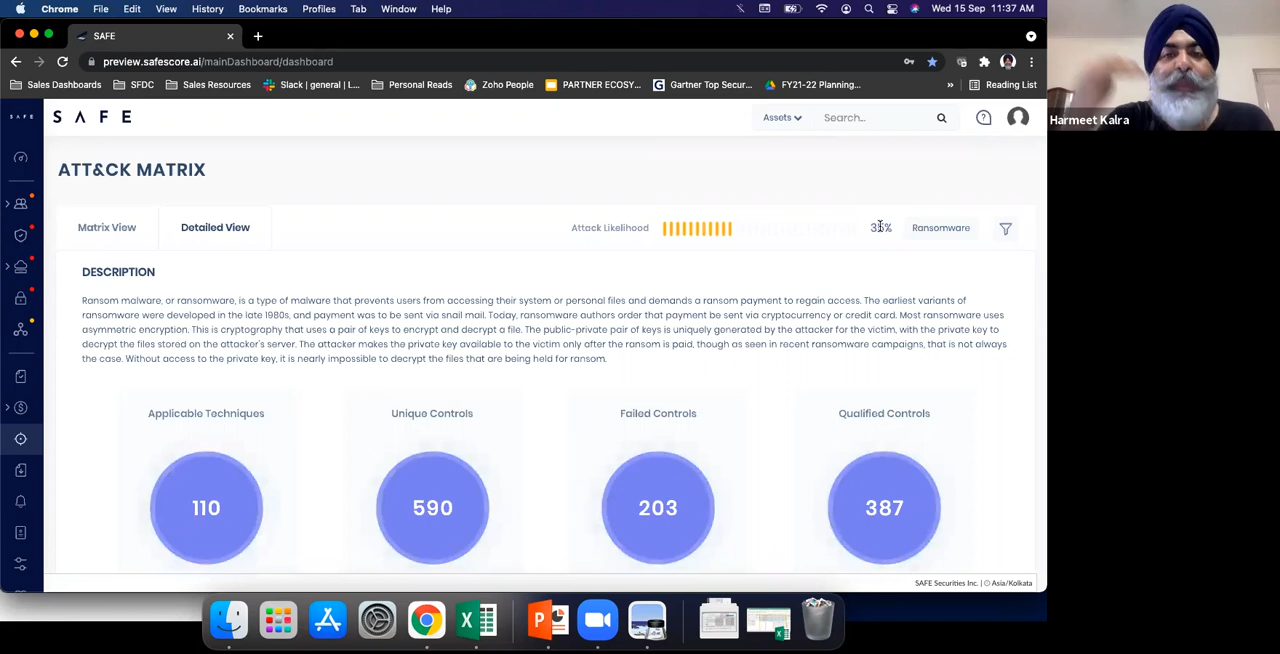 Chrome File Edit View History Bookmarks Profiles Tab Window Help Wed 15 Sep 11:37 AM
SAFE
preview.safescore.ai/mainDashboard/dashboard
Sales Dashboards SFDC Sales Resources Slack | general | L... Personal Reads Zoho People PARTNER ECOSY... Gartner Top Secur... FY21-22 Planning... » Reading List
Harmeet Kalra
SAFE
SAFE Assets Search...
ATT&CK MATRIX
Matrix View Detailed View Attack Likelihood Ransomware
DESCRIPTION
Ransom malware, or ransomware, is a type of malware that prevents users from accessing their system or personal files and demands a ransom payment to regain access. The earliest variants of
ransomware were developed in the late 1980s, and payment was to be sent via snail mail. Today, ransomware authors order that payment be sent via cryptocurrency or credit card. Most ransomware uses
asymmetric encryption. This is cryptography that uses a pair of keys to encrypt and decrypt a file. The public-private pair of keys is uniquely generated by the attacker for the victim, with the private key to
decrypt the files stored on the attacker's server. The attacker makes the private key available to the victim only after the ransom is paid, though as seen in recent ransomware campaigns, that is not always
the case. Without access to the private key, it is nearly impossible to decrypt the files that are being held for ransom.
Applicable Techniques Unique Controls Failed Controls Qualified Controls
110 590 203 387
SAFE Securities Inc. | Asia/Kolkata